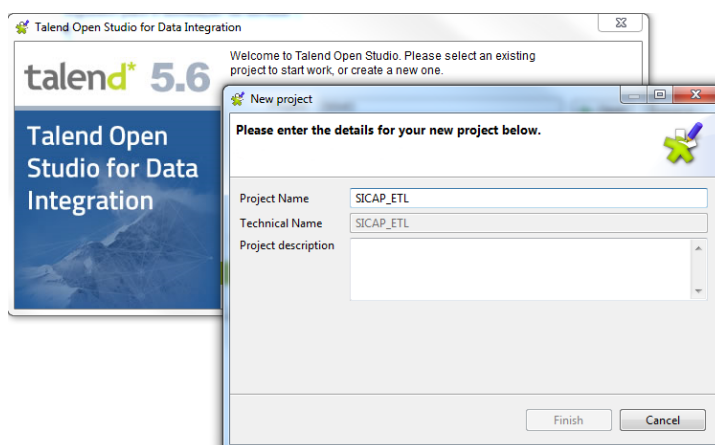 Talend Open Studio for Data Integration
talend* 5.6
Welcome to Talend Open Studio. Please select an existing
project to start work, or create a new one.
Talend Open
Studio for Data
Integration
New project
Please enter the details for your new project below.
Project Name SICAP_ETL
Technical Name SICAP_ETL
Project description
Finish Cancel